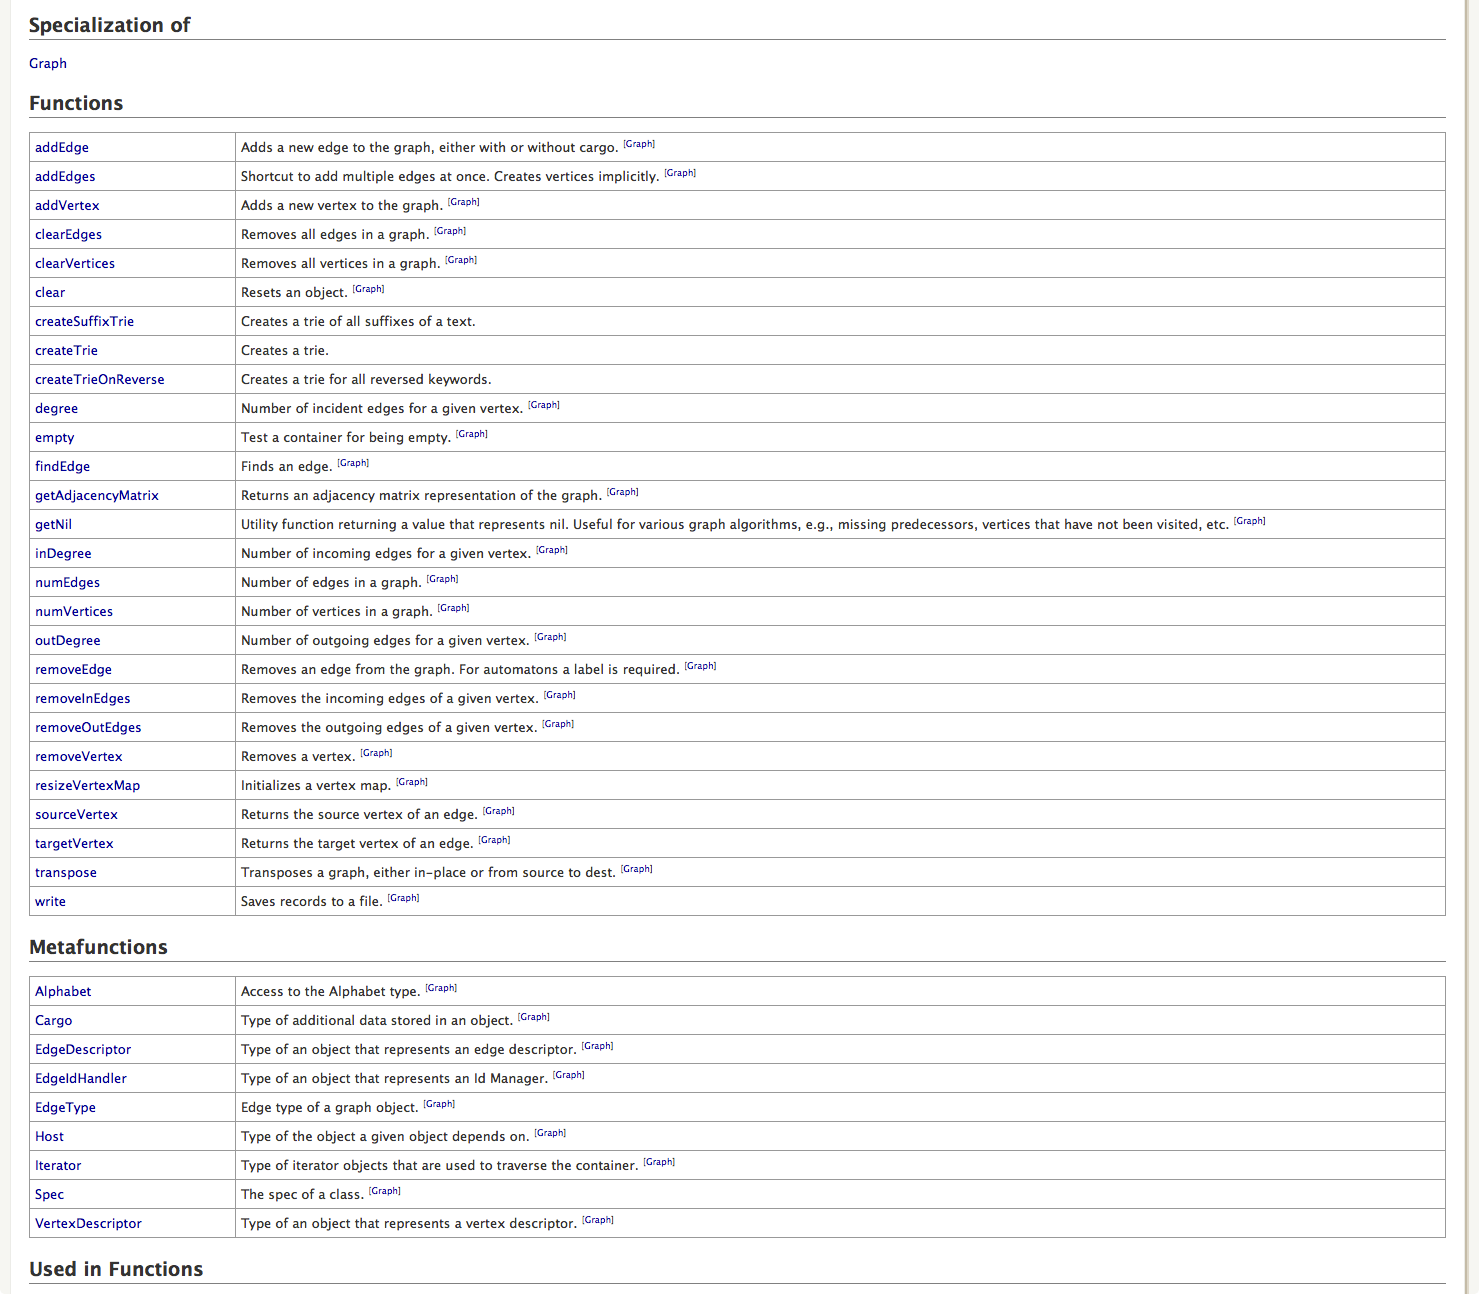 Specialization of
Graph
Functions
addEdge Adds a new edge to the graph, either with or without cargo. [Graph]
addEdges Shortcut to add multiple edges at once. Creates vertices implicitly. [Graph]
addVertex Adds a new vertex to the graph. [Graph]
clearEdges Removes all edges in a graph. [Graph]
clearVertices Removes all vertices in a graph. [Graph]
clear Resets an object. [Graph]
createSuffixTrie Creates a trie of all suffixes of a text.
createTrie Creates a trie.
createTrieOnReverse Creates a trie for all reversed keywords.
degree Number of incident edges for a given vertex. [Graph]
empty Test a container for being empty. [Graph]
findEdge Finds an edge. [Graph]
getAdjacencyMatrix Returns an adjacency matrix representation of the graph. [Graph]
getNil Utility function returning a value that represents nil. Useful for various graph algorithms, e.g., missing predecessors, vertices that have not been visited, etc. [Graph]
inDegree Number of incoming edges for a given vertex. [Graph]
numEdges Number of edges in a graph. [Graph]
numVertices Number of vertices in a graph. [Graph]
outDegree Number of outgoing edges for a given vertex. [Graph]
removeEdge Removes an edge from the graph. For automatons a label is required. [Graph]
removeInEdges Removes the incoming edges of a given vertex. [Graph]
removeOutEdges Removes the outgoing edges of a given vertex. [Graph]
removeVertex Removes a vertex. [Graph]
resizeVertexMap Initializes a vertex map. [Graph]
sourceVertex Returns the source vertex of an edge. [Graph]
targetVertex Returns the target vertex of an edge. [Graph]
transpose Transposes a graph, either in-place or from source to dest. [Graph]
write Saves records to a file. [Graph]
Metafunctions
Alphabet Access to the Alphabet type. [Graph]
Cargo Type of additional data stored in an object. [Graph]
EdgeDescriptor Type of an object that represents an edge descriptor. [Graph]
EdgeIdHandler Type of an object that represents an Id Manager. [Graph]
EdgeType Edge type of a graph object. [Graph]
Host Type of the object a given object depends on. [Graph]
Iterator Type of iterator objects that are used to traverse the container. [Graph]
Spec The spec of a class. [Graph]
VertexDescriptor Type of an object that represents a vertex descriptor. [Graph]
Used in Functions